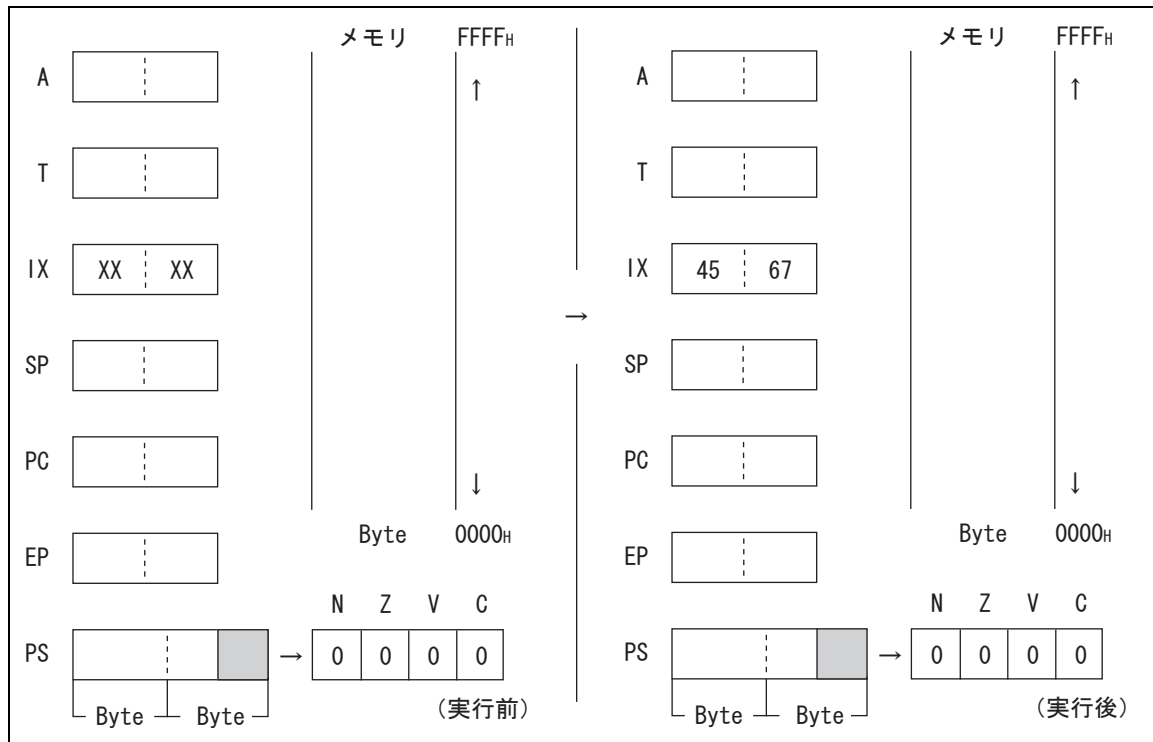 メモリ FFFFH
A
↑
T
IX XX XX
SP
PC
↓
Byte 0000H
EP
N Z V C
PS → 0 0 0 0
Byte Byte (実行前)
→
メモリ FFFFH
A
↑
T
IX 45 67
SP
PC
↓
Byte 0000H
EP
N Z V C
PS → 0 0 0 0
Byte Byte (実行後)